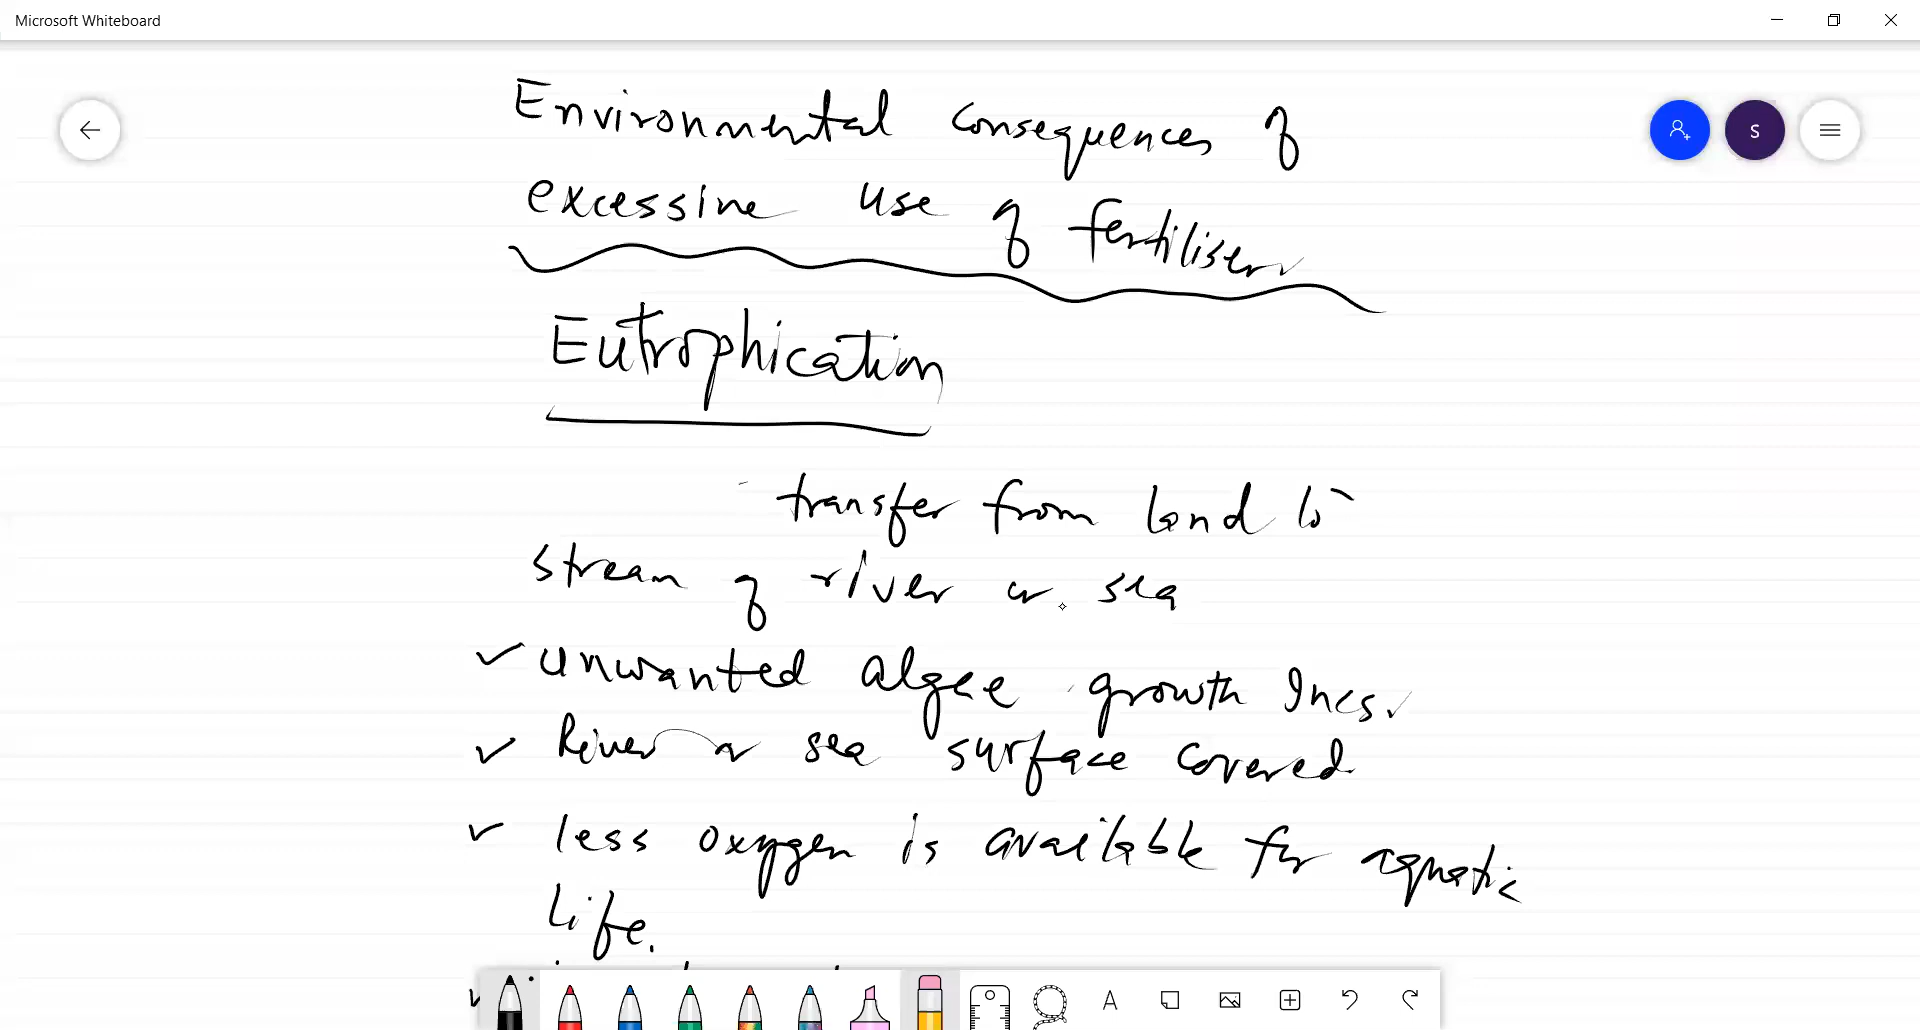 Microsoft Whiteboard
S
Environmental consequences of
excessive use of fertiliser
Eutrophication
- transfer from land to
stream of river or sea
✓ unwanted algee growth Incs.
✓ River or sea surface covered
✓ less oxygen is available for aquatic
life.